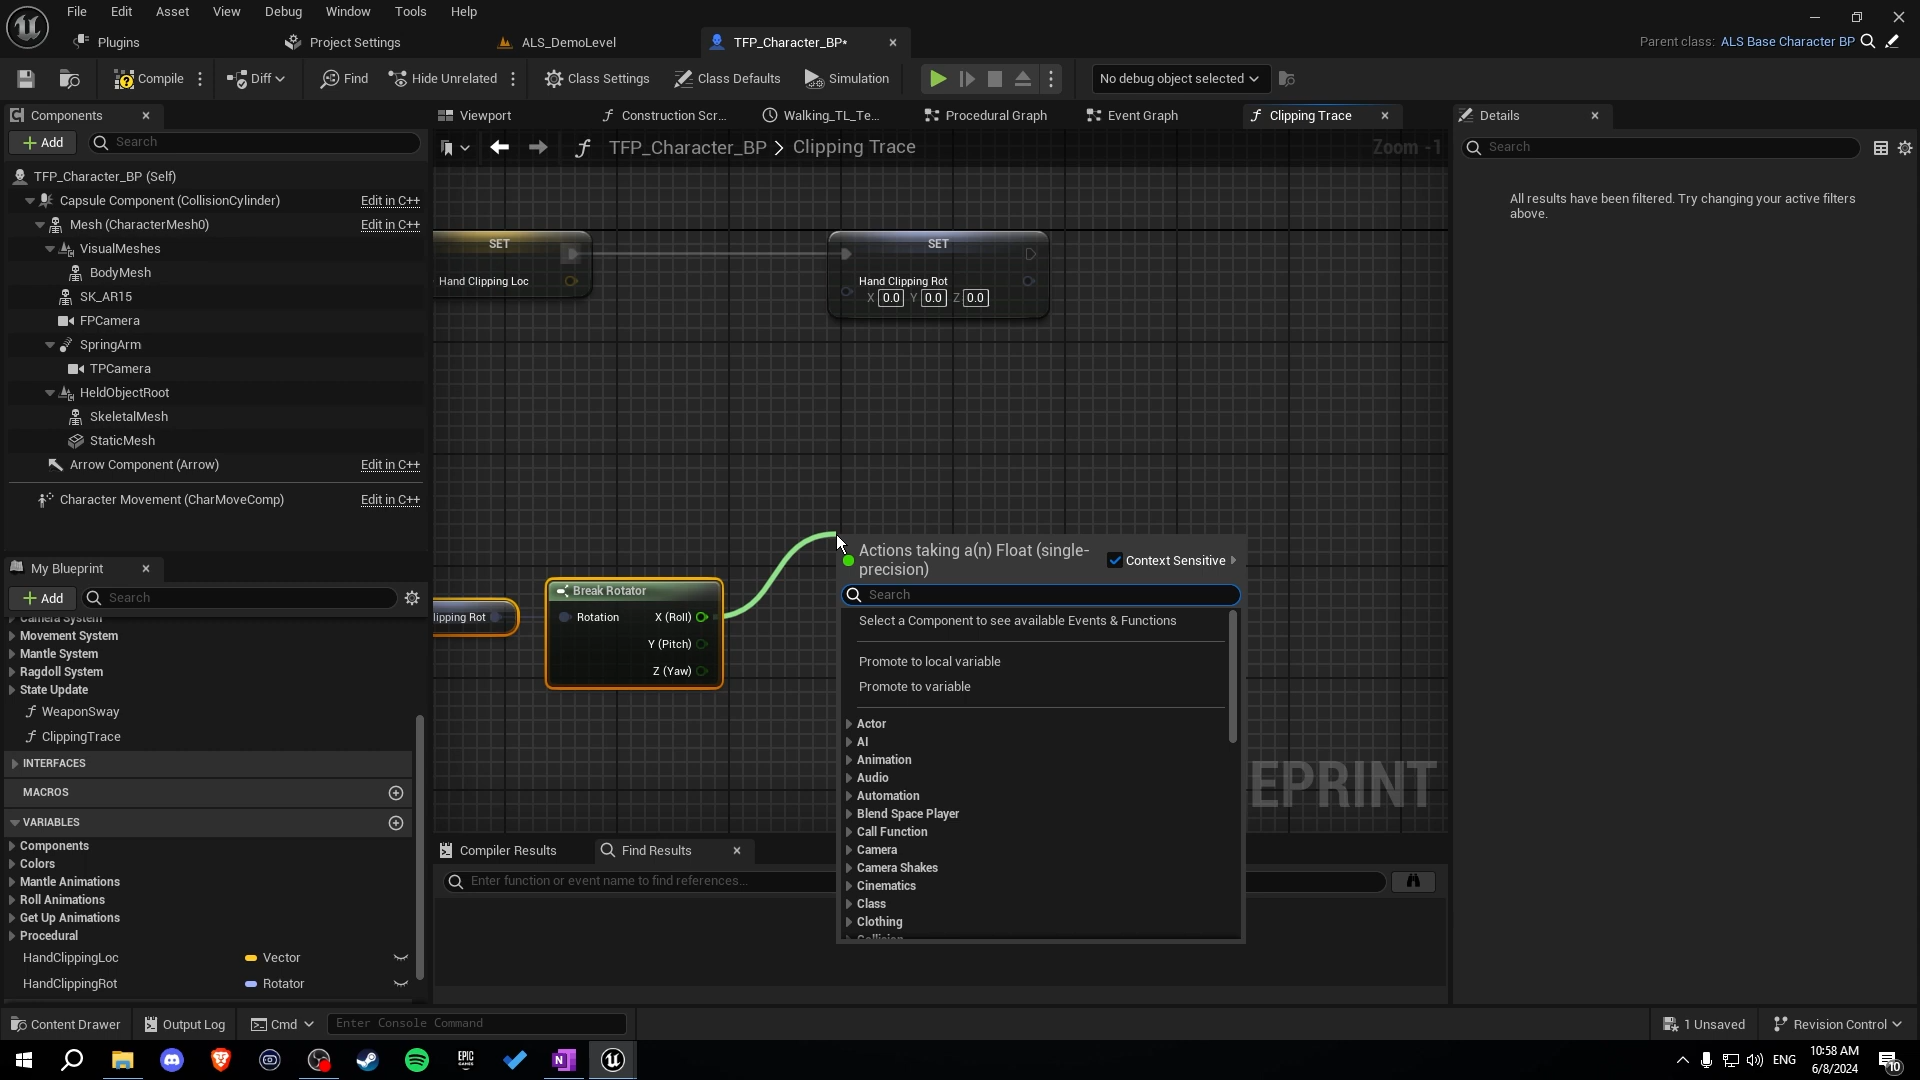 File Edit Asset View Debug Window Tools Help
Plugins Project Settings ALS_DemoLevel TFP_Character_BP*
Parent class: ALS Base Character BP
Compile Diff Find Hide Unrelated Class Settings Class Defaults Simulation No debug object selected
Components
Add Search
TFP_Character_BP (Self)
Capsule Component (CollisionCylinder) Edit in C++
Mesh (CharacterMesh0) Edit in C++
VisualMeshes
BodyMesh
SK_AR15
FPCamera
SpringArm
TPCamera
HeldObjectRoot
SkeletalMesh
StaticMesh
Arrow Component (Arrow) Edit in C++
Character Movement (CharMoveComp) Edit in C++
My Blueprint
Add Search
Camera System
Movement System
Mantle System
Ragdoll System
State Update
WeaponSway
ClippingTrace
INTERFACES
MACROS
VARIABLES
Components
Colors
Mantle Animations
Roll Animations
Get Up Animations
Procedural
HandClippingLoc Vector
HandClippingRot Rotator
Viewport Construction Scr... Walking_TL_Te... Procedural Graph Event Graph Clipping Trace
TFP_Character_BP > Clipping Trace
Zoom -1
SET
Hand Clipping Loc
SET
Hand Clipping Rot
X 0.0 Y 0.0 Z 0.0
lipping Rot
Break Rotator
Rotation X (Roll)
Y (Pitch)
Z (Yaw)
EPRINT
Actions taking a(n) Float (single-
precision)
Context Sensitive
Search
Select a Component to see available Events & Functions
Promote to local variable
Promote to variable
Actor
AI
Animation
Audio
Automation
Blend Space Player
Call Function
Camera
Camera Shakes
Cinematics
Class
Clothing
Collision
Compiler Results Find Results
Enter function or event name to find references...
Details
Search
All results have been filtered. Try changing your active filters
above.
Content Drawer Output Log Cmd Enter Console Command 1 Unsaved Revision Control
EPIC
GAMES
N
ENG
10:58 AM
6/8/2024
10